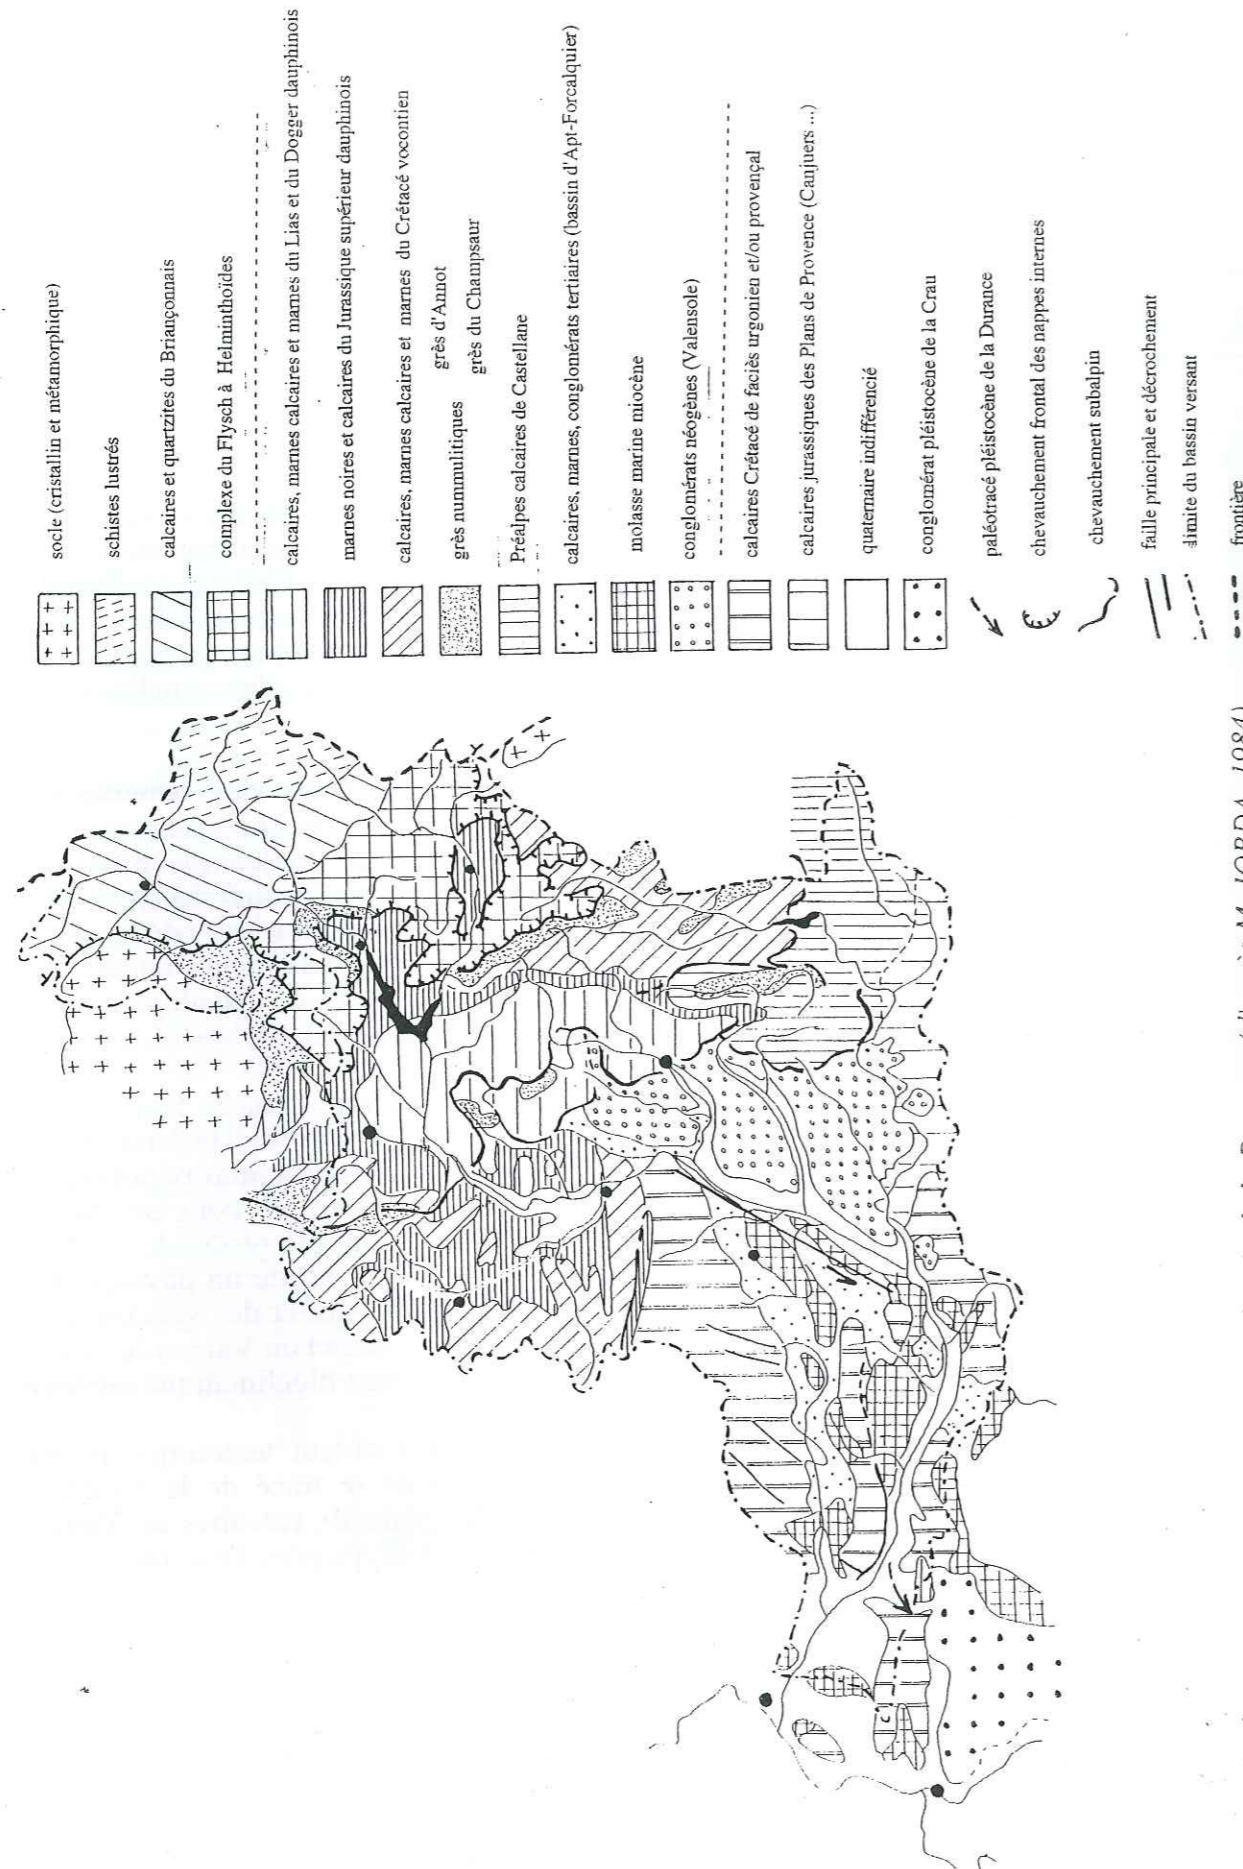 socle (cristallin et métamorphique)
schistes lustrés
calcaires et quartzites du Briançonnais
complexe du Flysch à Helminthoïdes
calcaires, marnes calcaires et marnes du Lias et du Dogger dauphinois
marnes noires et calcaires du Jurassique supérieur dauphinois
calcaires, marnes calcaires et marnes du Crétacé vocontien
grès nummulitiques
grès d'Annot
grès du Champsaur
Préalpes calcaires de Castellane
calcaires, marnes, conglomérats tertiaires (bassin d'Apt-Forcalquier)
molasse marine miocène
conglomérats néogènes (Valensole)
calcaires Crétacé de faciès urgonien et/ou provençal
calcaires jurassiques des Plans de Provence (Canjuers ...)
quaternaire indifférencié
conglomérat pléistocène de la Crau
paléotracé pléistocène de la Durance
chevauchement frontal des nappes internes
chevauchement subalpin
faille principale et décrochement
limite du bassin versant
frontière
M. JORDA, 1984)